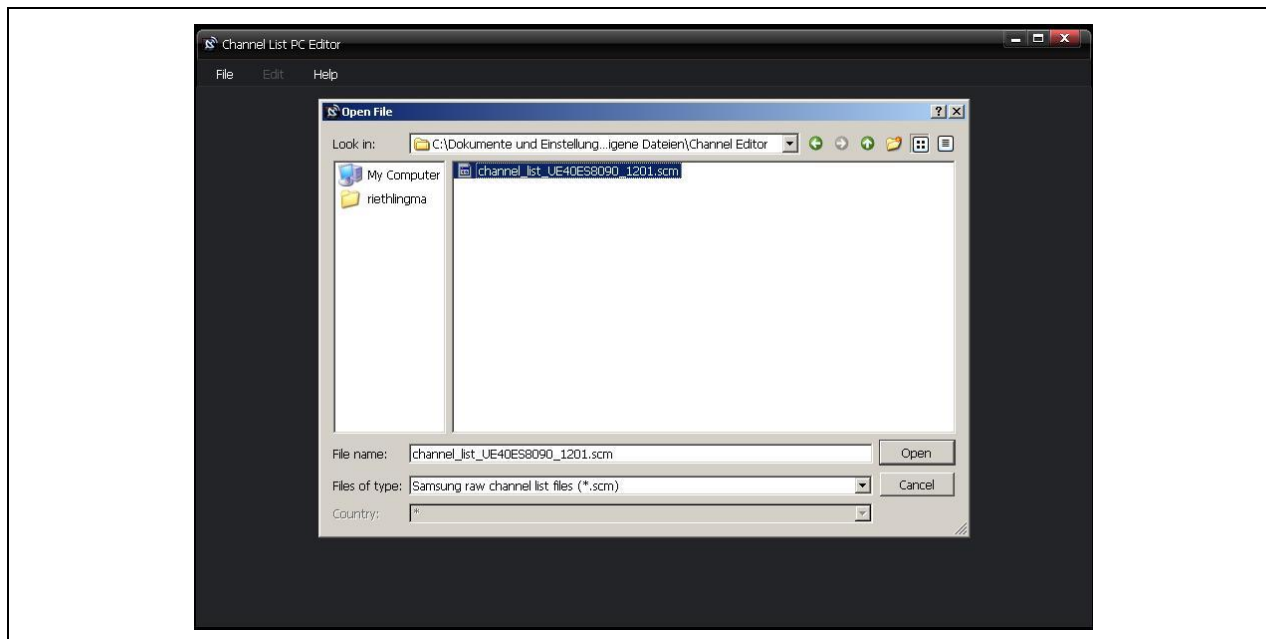 Channel List PC Editor
File Edit Help
Open File
Look in: C:\Dokumente und Einstellung...igene Dateien\Channel Editor
My Computer
riethlingma
channel_list_UE40ES8090_1201.scm
File name: channel_list_UE40ES8090_1201.scm Open
Files of type: Samsung raw channel list files (*.scm) Cancel
Country: *